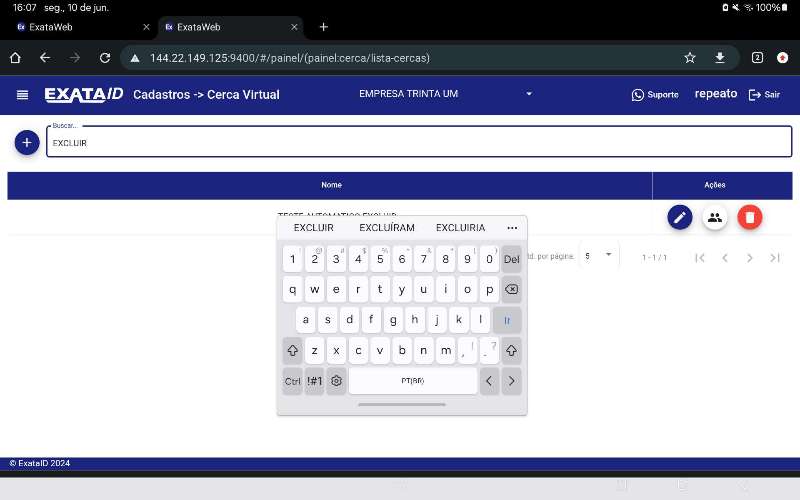 16:07 seg., 10 de jun. 100%
ExataWeb ExataWeb
144.22.149.125:9400/#/painel/(painel:cerca/lista-cercas) 2
EXATAID Cadastros -> Cerca Virtual EMPRESA TRINTA UM Suporte repeato Sair
Buscar...
EXCLUIR
Nome Ações
TESTE AUTOMATICO EXCLUIR
EXCLUIR EXCLUÍRAM EXCLUIRIA ...
td. por página: 5 1 - 1 / 1
1 2 3 4 5 6 7 8 9 0 Del
q w e r t y u i o p
a s d f g h j k l Ir
z x c v b n m , ! . ?
Ctrl !#1 PT(BR) < >
© ExataID 2024